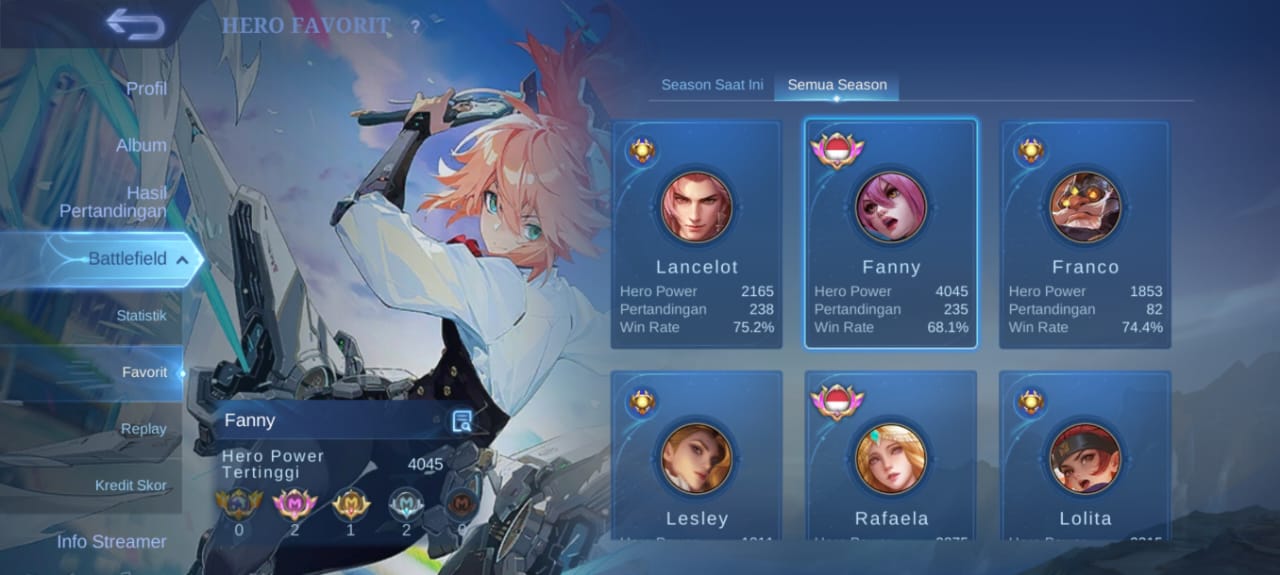 HERO FAVORIT ?
Profil
Album
Hasil
Pertandingan
Battlefield
Statistik
Favorit
Replay
Kredit Skor
Info Streamer
Fanny
Hero Power
Tertinggi
4045
0 2 1 2
Season Saat Ini Semua Season
Lancelot
Hero Power 2165
Pertandingan 238
Win Rate 75.2%
Fanny
Hero Power 4045
Pertandingan 235
Win Rate 68.1%
Franco
Hero Power 1853
Pertandingan 82
Win Rate 74.4%
Lesley
Rafaela
Lolita